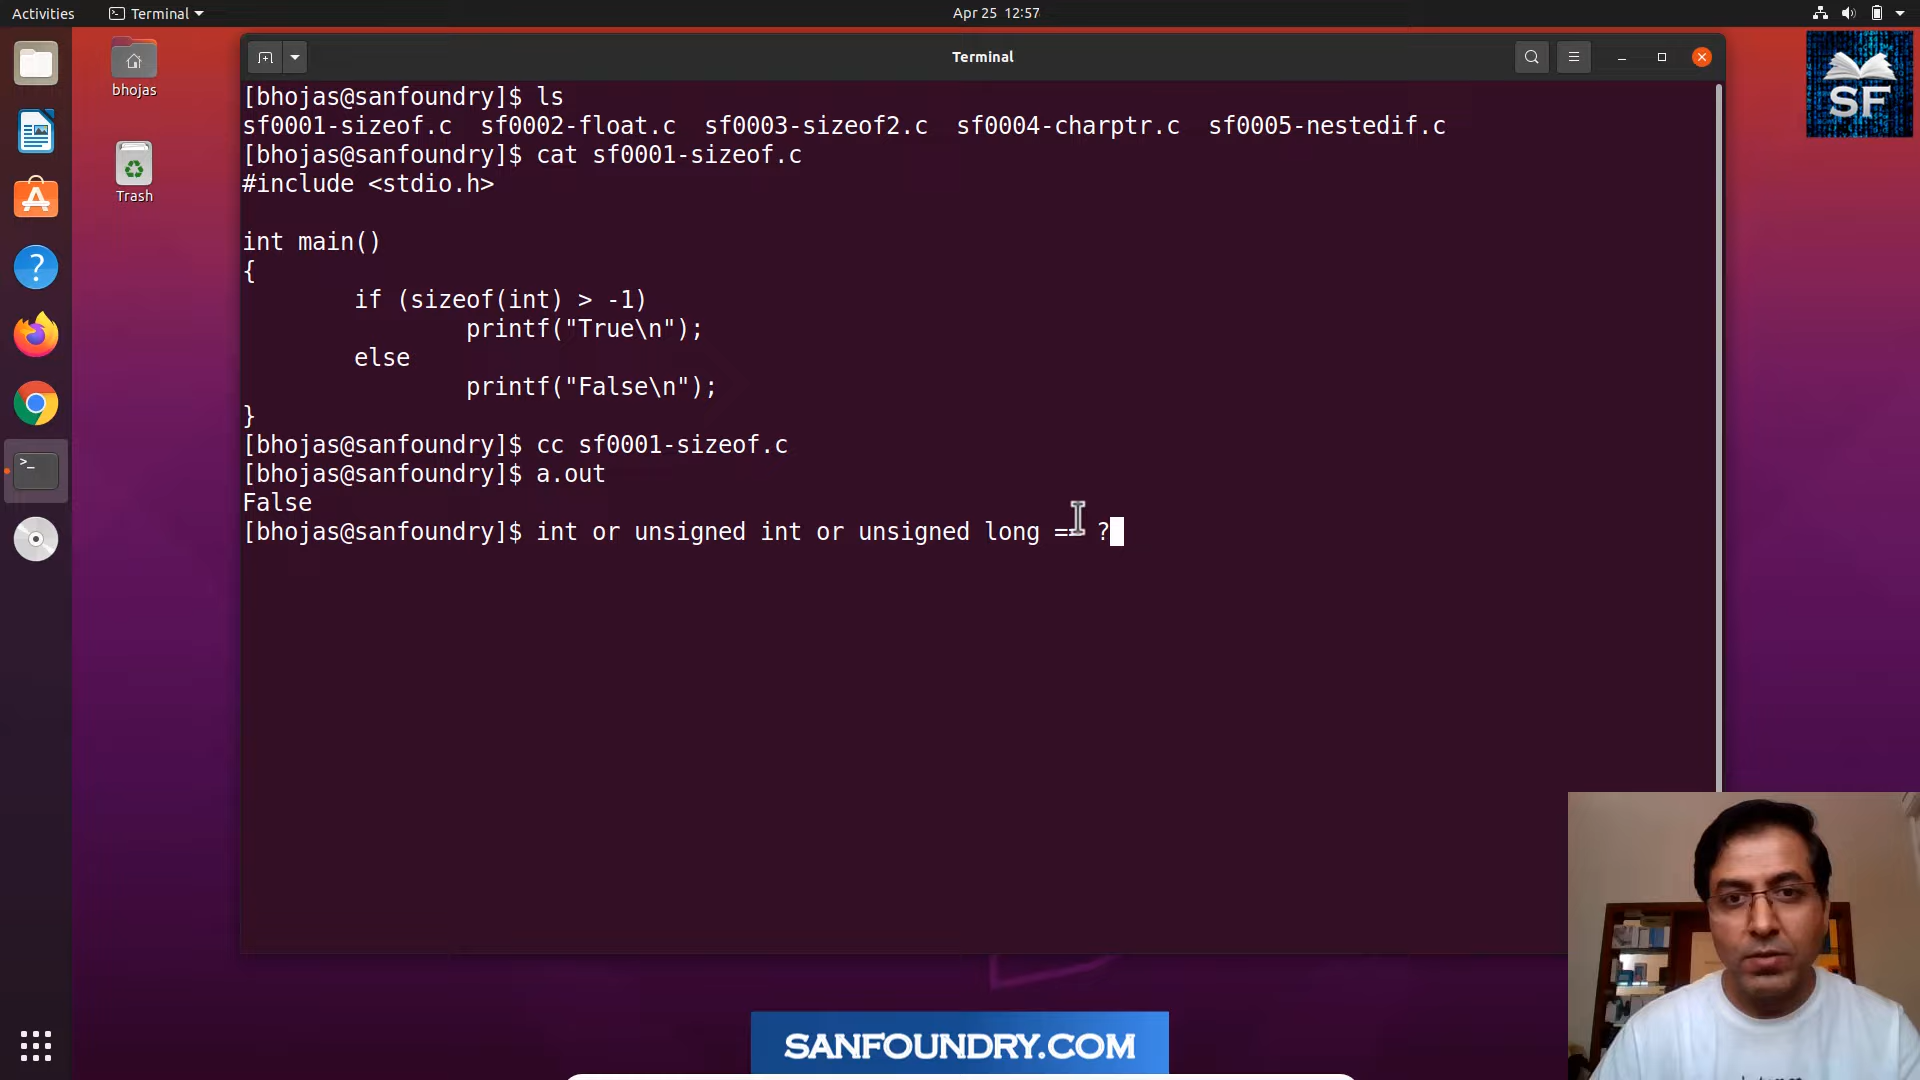 Activities
Terminal
Apr 25 12:57
bhojas
Trash
Terminal
SF
[bhojas@sanfoundry]$ ls
sf0001-sizeof.c  sf0002-float.c  sf0003-sizeof2.c  sf0004-charptr.c  sf0005-nestedif.c
[bhojas@sanfoundry]$ cat sf0001-sizeof.c
#include <stdio.h>
int main()
{
        if (sizeof(int) > -1)
                printf("True\n");
        else
                printf("False\n");
}
[bhojas@sanfoundry]$ cc sf0001-sizeof.c
[bhojas@sanfoundry]$ a.out
False
[bhojas@sanfoundry]$ int or unsigned int or unsigned long == ?
SANFOUNDRY.COM